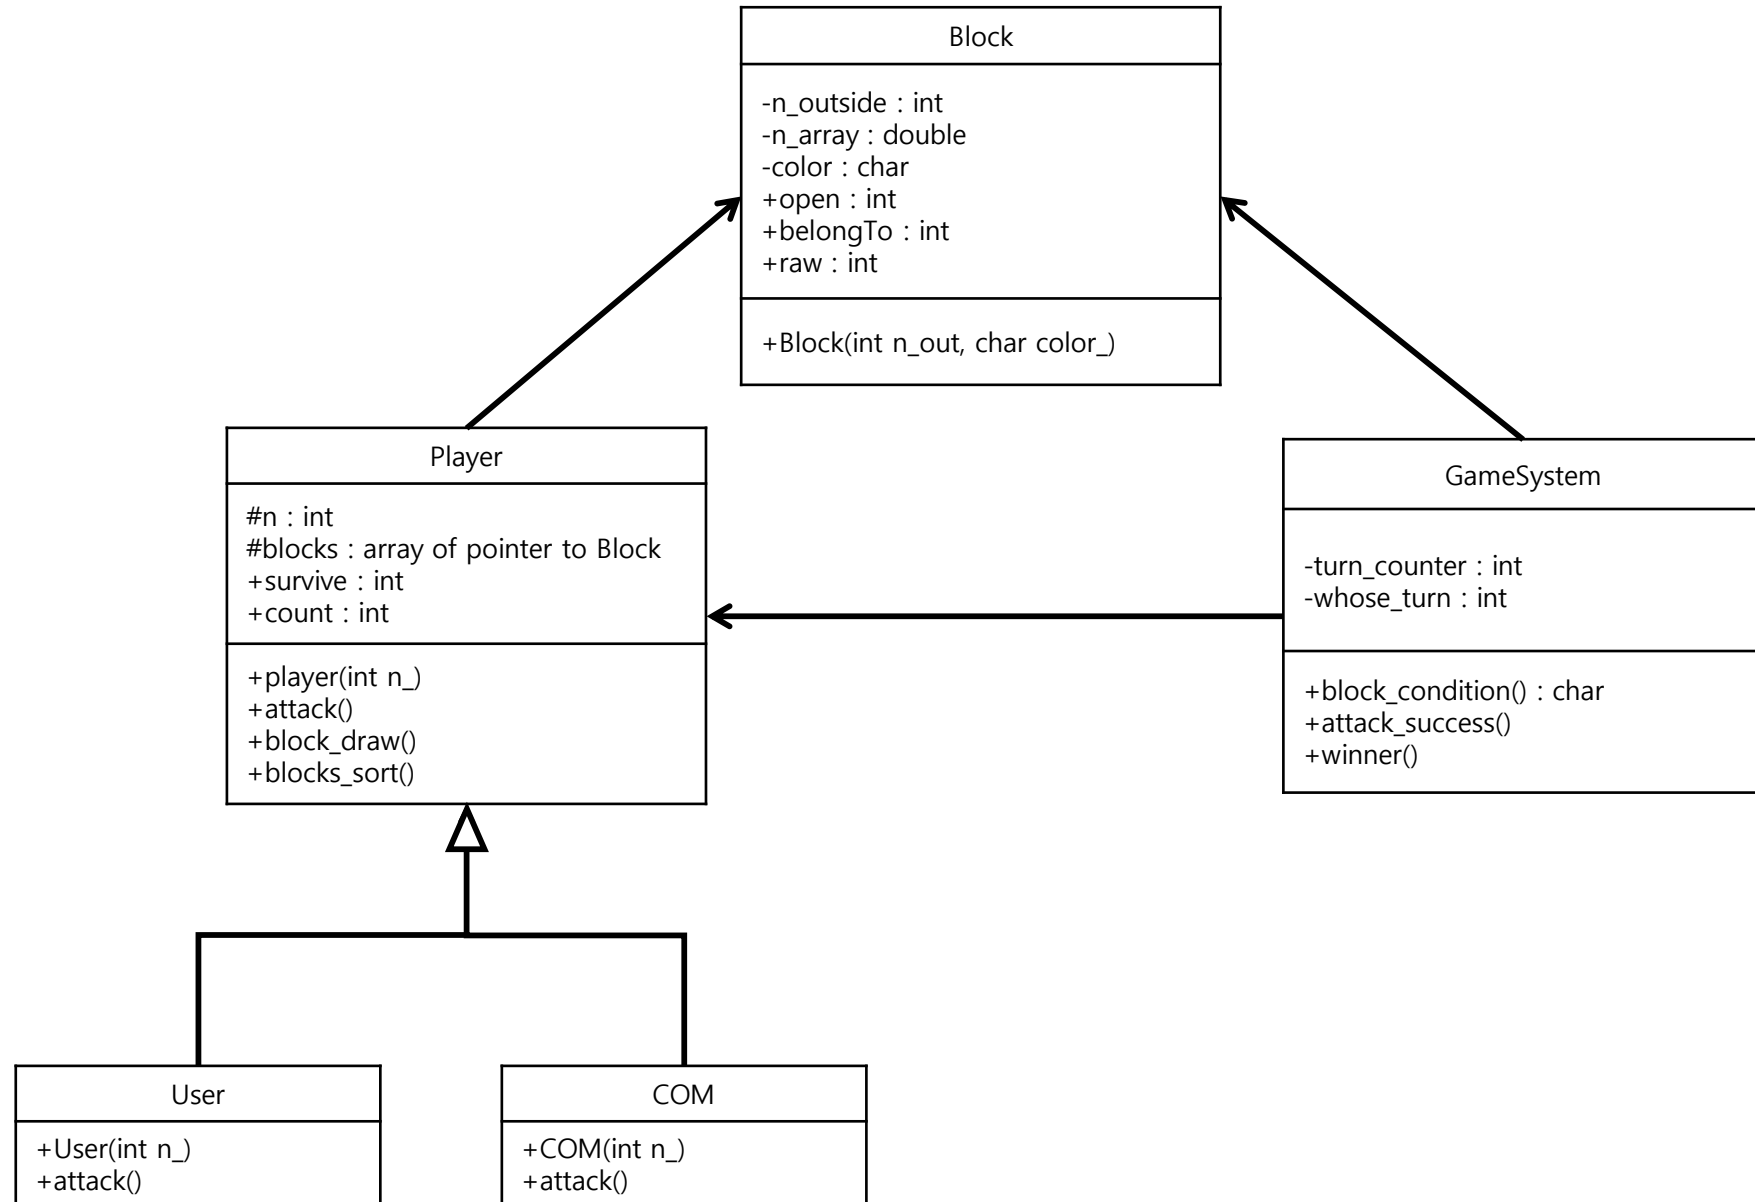 Block
-n_outside : int
-n_array : double
-color : char
+open : int
+belongTo : int
+raw : int
+Block(int n_out, char color_)
Player
#n : int
#blocks : array of pointer to Block
+survive : int
+count : int
+player(int n_)
+attack()
+block_draw()
+blocks_sort()
GameSystem
-turn_counter : int
-whose_turn : int
+block_condition() : char
+attack_success()
+winner()
User
+User(int n_)
+attack()
COM
+COM(int n_)
+attack()